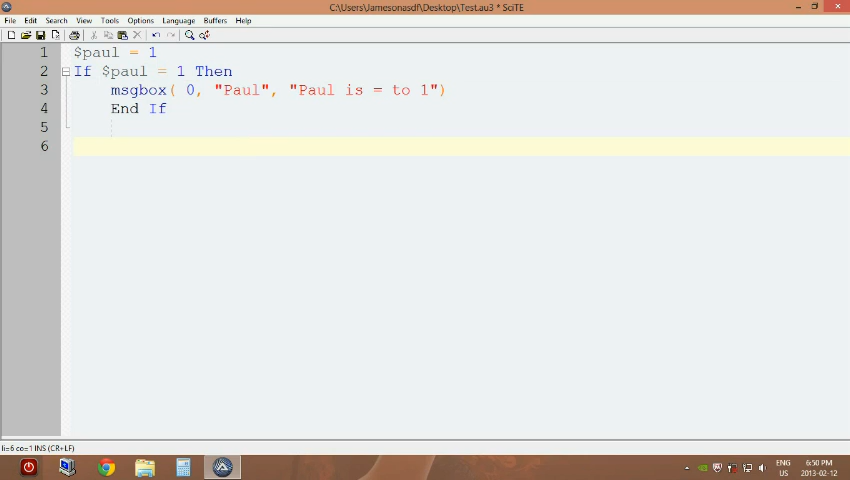 C:\Users\Jamesonasdf\Desktop\Test.au3 * SciTE
File Edit Search View Tools Options Language Buffers Help
1 $paul = 1
2 If $paul = 1 Then
3 msgbox( 0, "Paul", "Paul is = to 1")
4 End If
5
6
li=6 co=1 INS (CR+LF)
ENG 6:50 PM
US 2013-02-12